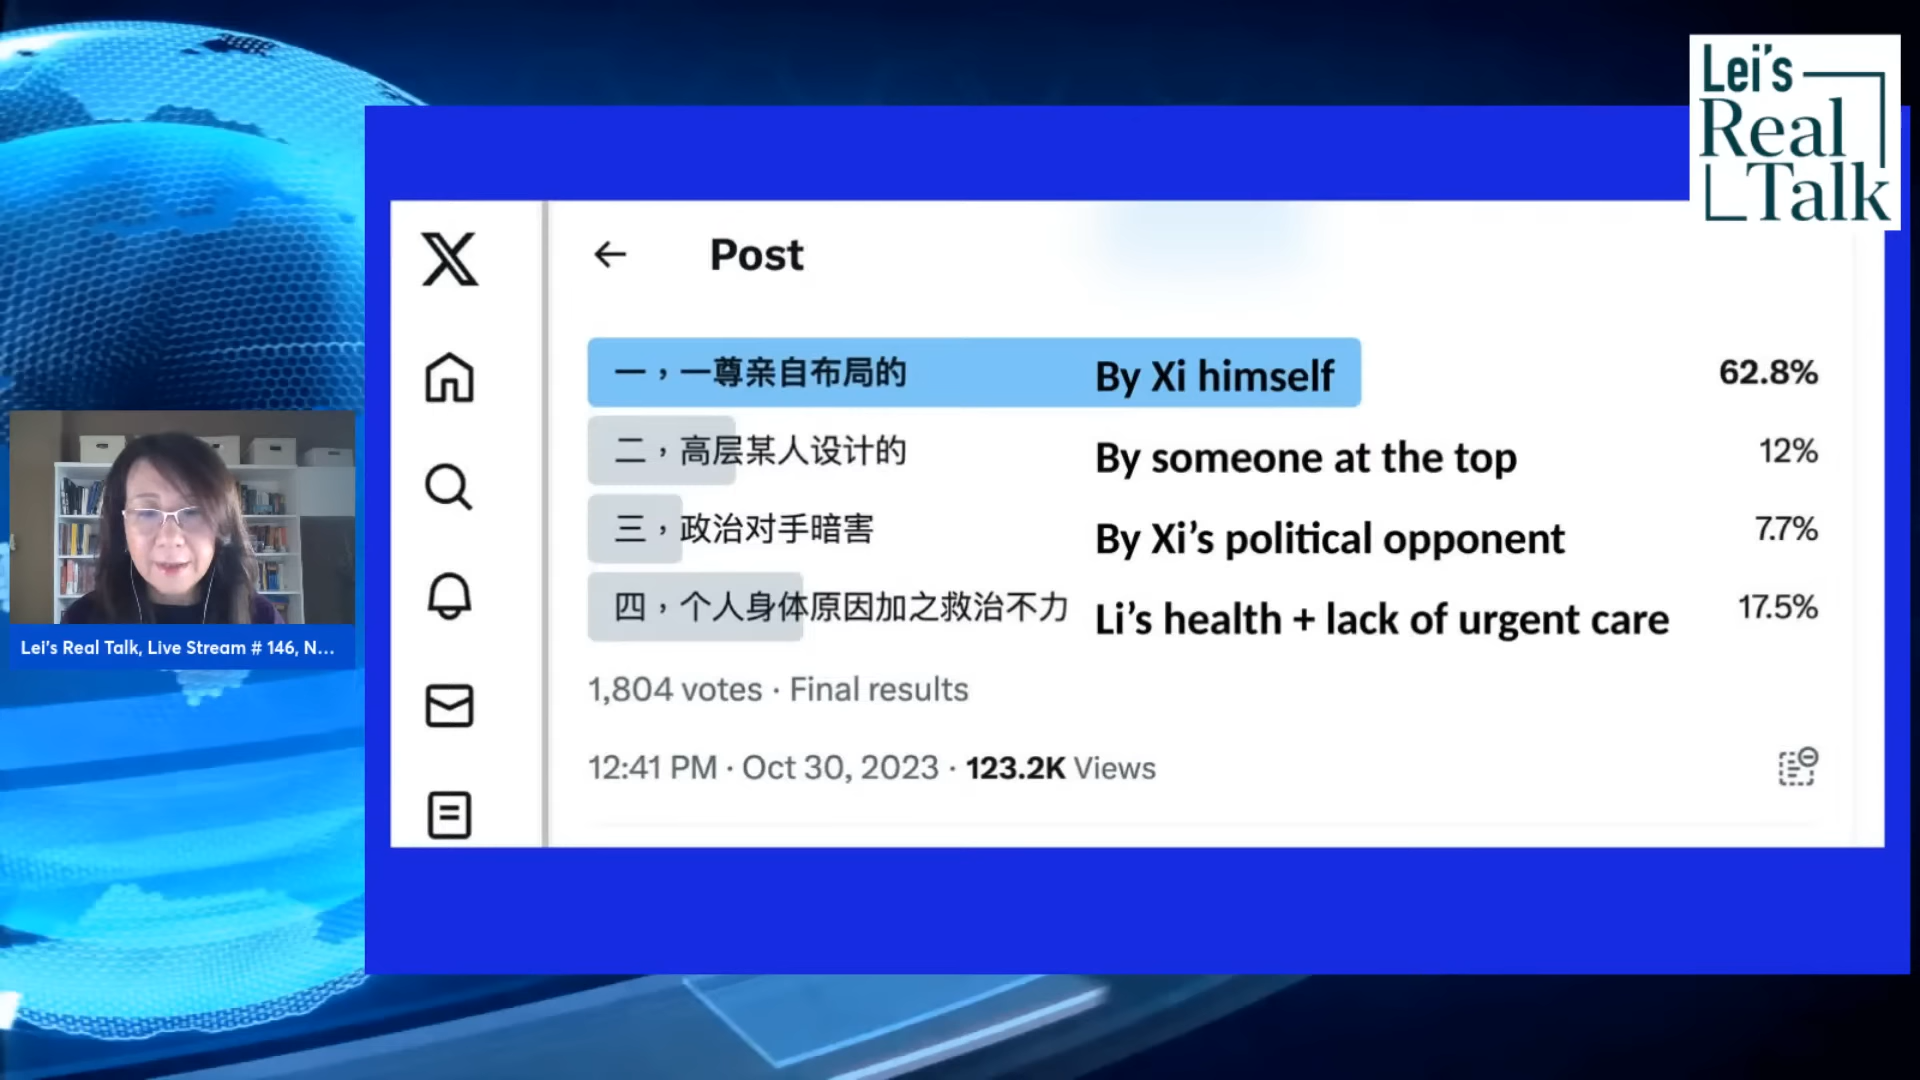 Lei's
Real
Talk
X
Post
一，一尊亲自布局的 By Xi himself 62.8%
二，高层某人设计的 By someone at the top 12%
三，政治对手暗害 By Xi's political opponent 7.7%
四，个人身体原因加之救治不力 Li's health + lack of urgent care 17.5%
1,804 votes · Final results
12:41 PM · Oct 30, 2023 · 123.2K Views
Lei's Real Talk, Live Stream # 146, N...